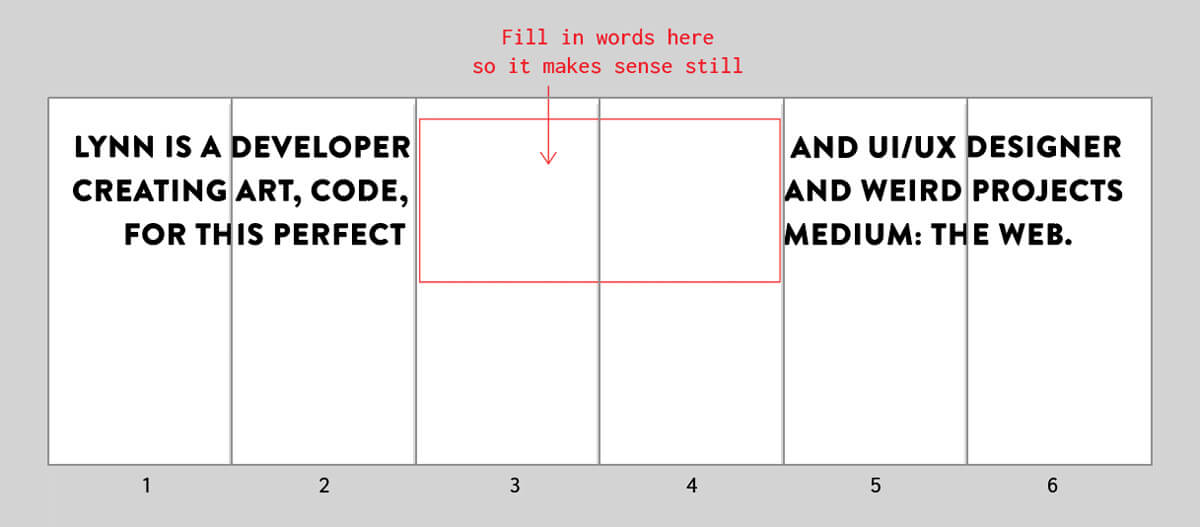 Fill in words here
so it makes sense still
LYNN IS A DEVELOPER AND UI/UX DESIGNER
CREATING ART, CODE, AND WEIRD PROJECTS
FOR THIS PERFECT MEDIUM: THE WEB.
1 2 3 4 5 6